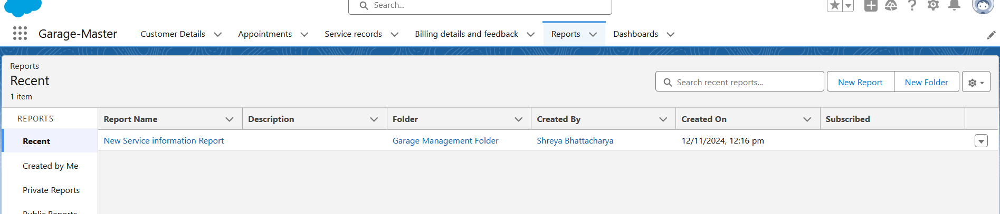 Search...
Garage-Master
Customer Details
Appointments
Service records
Billing details and feedback
Reports
Dashboards
Reports
Recent
1 item
Search recent reports...
New Report
New Folder
REPORTS
Recent
Created by Me
Private Reports
Public Reports
Report Name
Description
Folder
Created By
Created On
Subscribed
New Service information Report
Garage Management Folder
Shreya Bhattacharya
12/11/2024, 12:16 pm